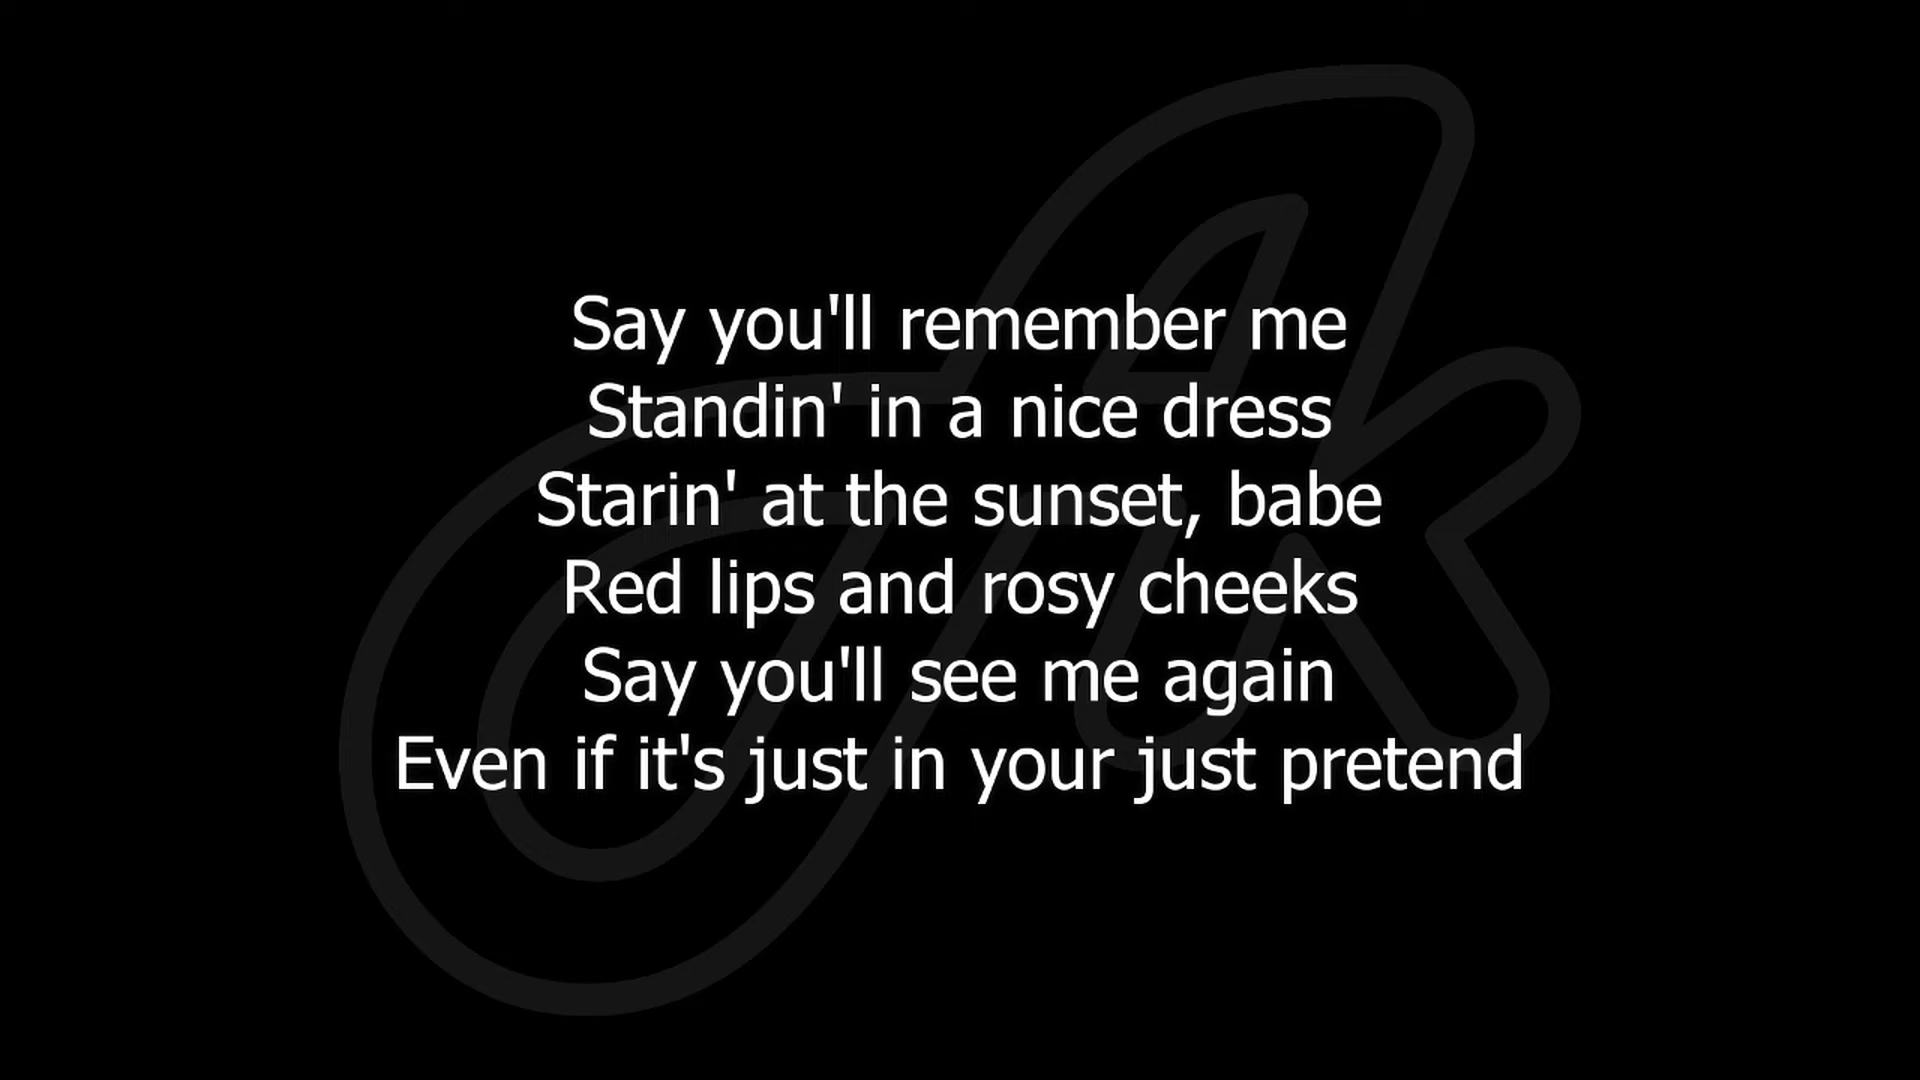 Say you'll remember me
Standin' in a nice dress
Starin' at the sunset, babe
Red lips and rosy cheeks
Say you'll see me again
Even if it's just in your just pretend